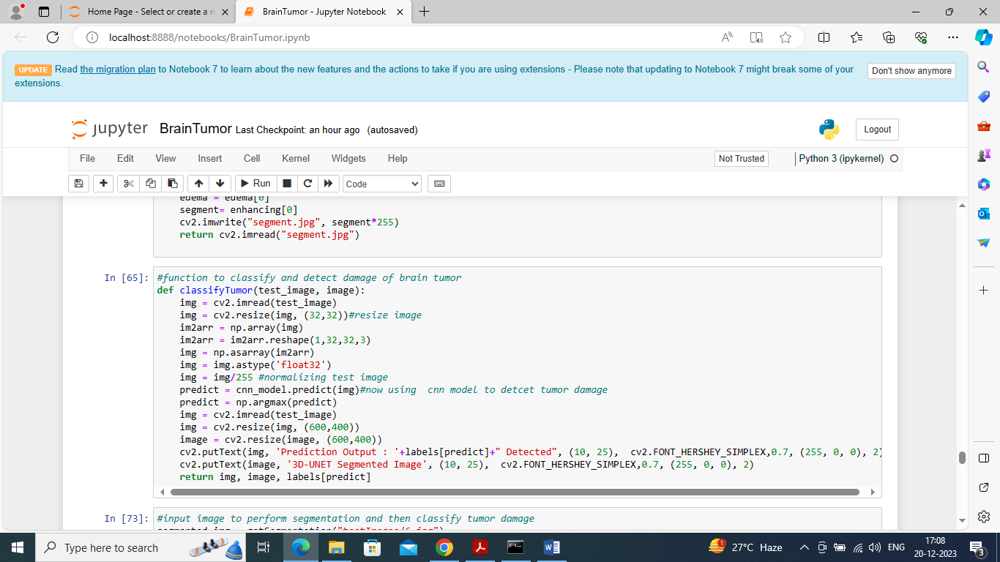 Home Page - Select or create a n
BrainTumor - Jupyter Notebook
localhost:8888/notebooks/BrainTumor.ipynb
UPDATE Read the migration plan to Notebook 7 to learn about the new features and the actions to take if you are using extensions - Please note that updating to Notebook 7 might break some of your
extensions.
Don't show anymore
jupyter BrainTumor Last Checkpoint: an hour ago (autosaved)
Logout
File Edit View Insert Cell Kernel Widgets Help
Not Trusted
Python 3 (ipykernel)
Run
Code
edema = edema[0]
segment= enhancing[0]
cv2.imwrite("segment.jpg", segment*255)
return cv2.imread("segment.jpg")
In [65]:
#function to classify and detect damage of brain tumor
def classifyTumor(test_image, image):
img = cv2.imread(test_image)
img = cv2.resize(img, (32,32))#resize image
im2arr = np.array(img)
im2arr = im2arr.reshape(1,32,32,3)
img = np.asarray(im2arr)
img = img.astype('float32')
img = img/255 #normalizing test image
predict = cnn_model.predict(img)#now using  cnn model to detcet tumor damage
predict = np.argmax(predict)
img = cv2.imread(test_image)
img = cv2.resize(img, (600,400))
image = cv2.resize(image, (600,400))
cv2.putText(img, 'Prediction Output : '+labels[predict]+" Detected", (10, 25),  cv2.FONT_HERSHEY_SIMPLEX,0.7, (255, 0, 0), 2)
cv2.putText(image, '3D-UNET Segmented Image', (10, 25),  cv2.FONT_HERSHEY_SIMPLEX,0.7, (255, 0, 0), 2)
return img, image, labels[predict]
In [73]:
#input image to perform segmentation and then classify tumor damage
segmented_img = getSegmentation("testImages/6.jpg")
Type here to search
1
27°C Haze
ENG
17:08
20-12-2023
3